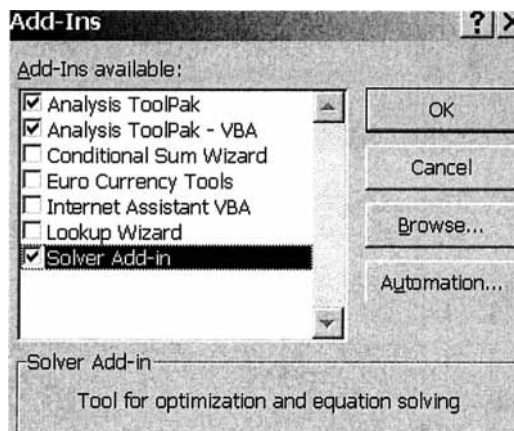 Add-Ins
Add-Ins available:
Analysis ToolPak
Analysis ToolPak - VBA
Conditional Sum Wizard
Euro Currency Tools
Internet Assistant VBA
Lookup Wizard
Solver Add-in
OK
Cancel
Browse...
Automation...
Solver Add-in
Tool for optimization and equation solving